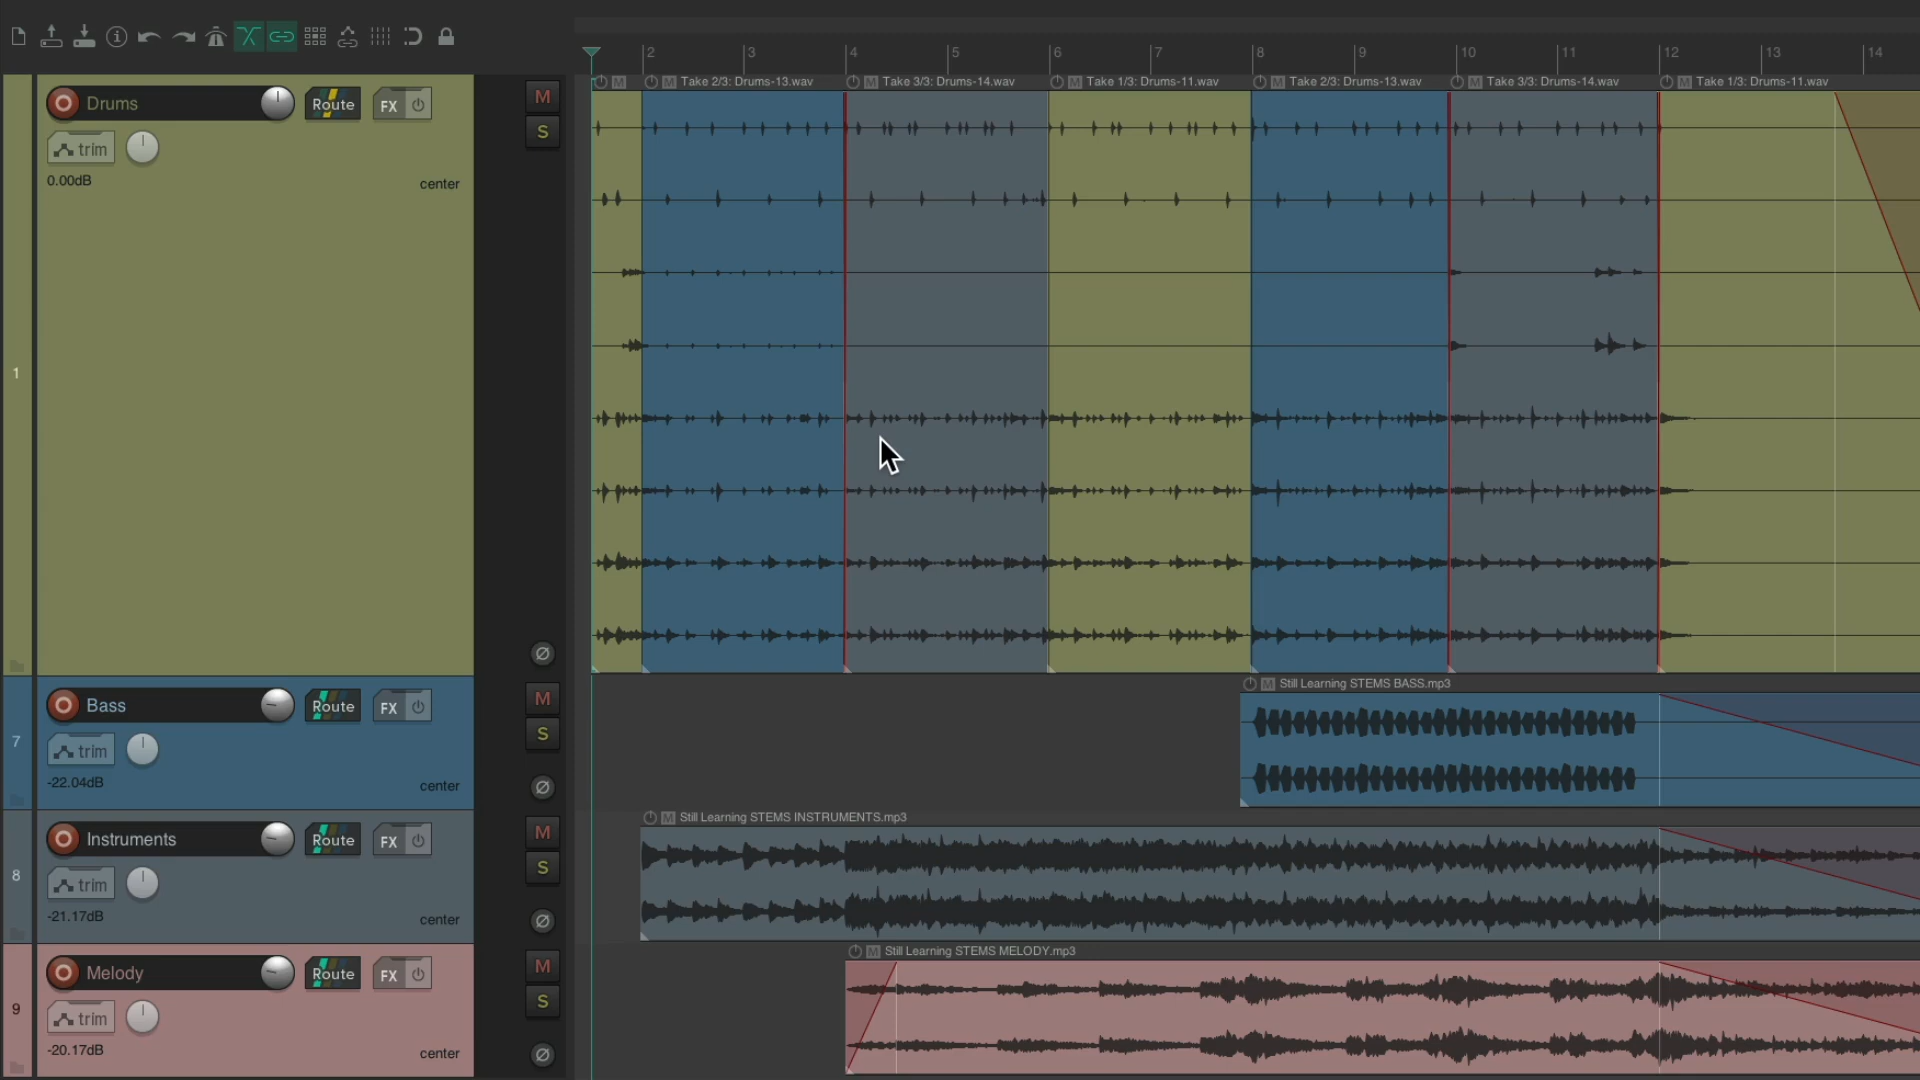 2 3 4 5 6 7 8 9 10 11 12 13 14
M M Take 2/3: Drums-13.wav M Take 3/3: Drums-14.wav M Take 1/3: Drums-11.wav M Take 2/3: Drums-13.wav M Take 3/3: Drums-14.wav M Take 1/3: Drums-11.wav
Drums Route FX M
trim S
0.00dB center
1
M Still Learning STEMS BASS.mp3
Bass Route FX M
7 trim S
-22.04dB center
M Still Learning STEMS INSTRUMENTS.mp3
Instruments Route FX M
8 trim S
-21.17dB center
M Still Learning STEMS MELODY.mp3
Melody Route FX M
9 trim S
-20.17dB center